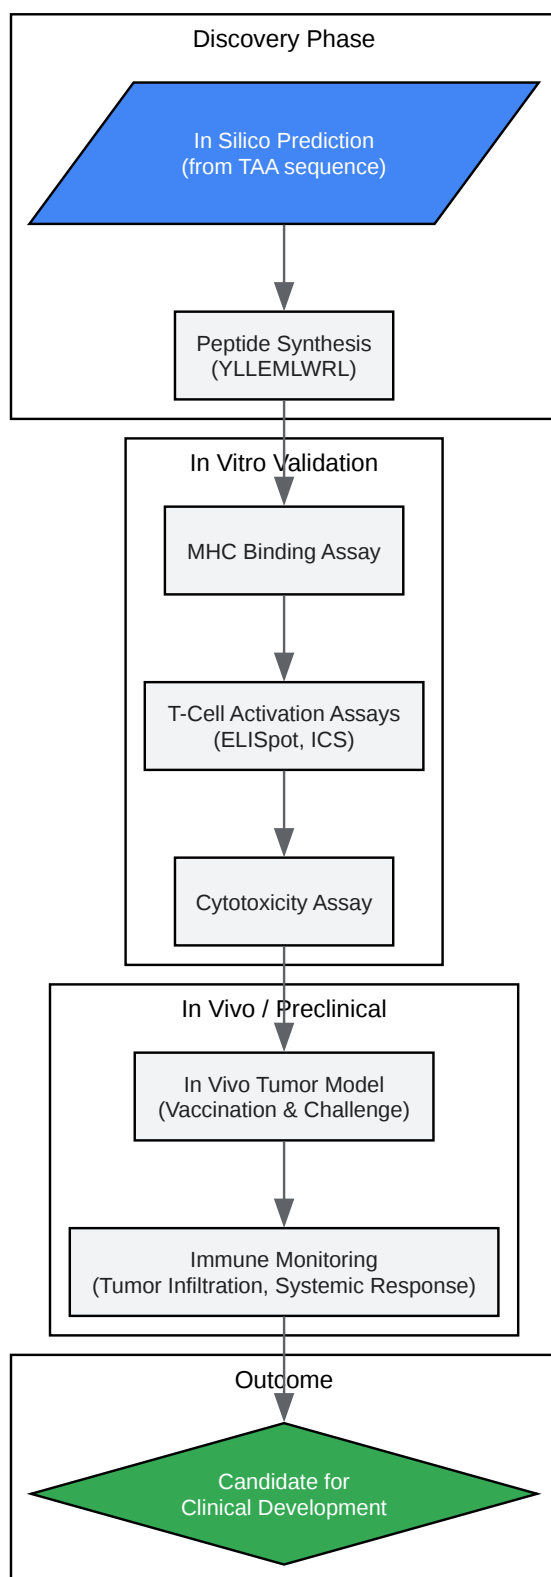 Discovery Phase
In Silico Prediction
(from TAA sequence)
Peptide Synthesis
(YLLEMLWRL)
In Vitro Validation
MHC Binding Assay
T-Cell Activation Assays
(ELISpot, ICS)
Cytotoxicity Assay
In Vivo / Preclinical
In Vivo Tumor Model
(Vaccination & Challenge)
Immune Monitoring
(Tumor Infiltration, Systemic Response)
Outcome
Candidate for
Clinical Development